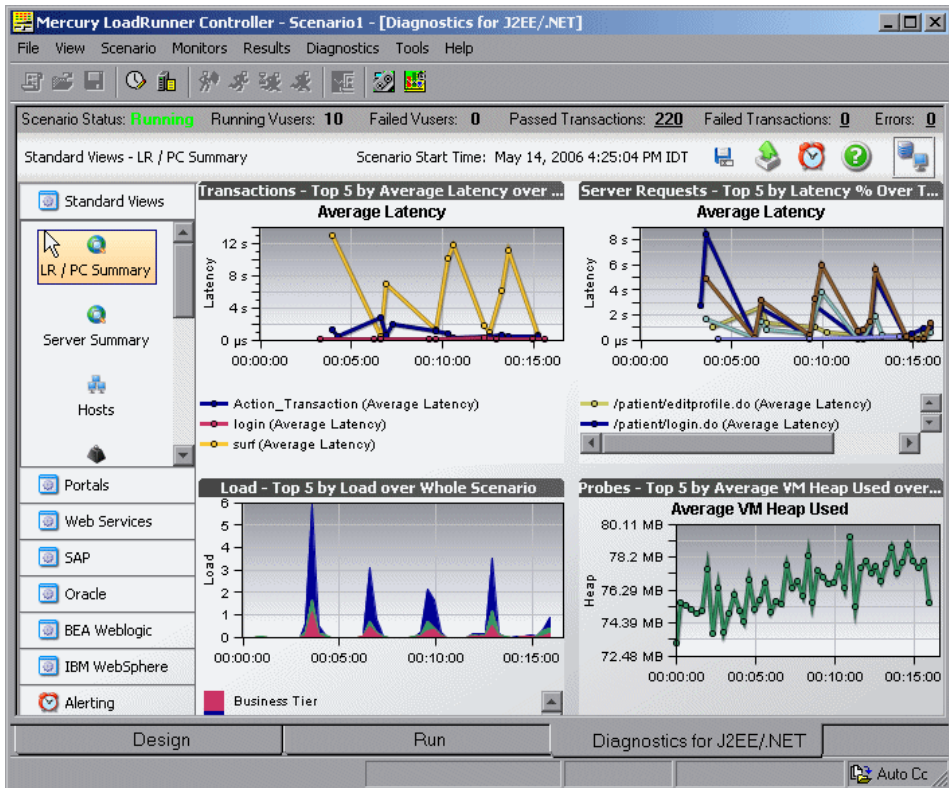 Mercury LoadRunner Controller - Scenario1 - [Diagnostics for J2EE/.NET]
File View Scenario Monitors Results Diagnostics Tools Help
Scenario Status: Running Running Vusers: 10 Failed Vusers: 0 Passed Transactions: 220 Failed Transactions: 0 Errors: 0
Standard Views - LR / PC Summary Scenario Start Time: May 14, 2006 4:25:04 PM IDT
Standard Views
LR / PC Summary
Server Summary
Hosts
Portals
Web Services
SAP
Oracle
BEA Weblogic
IBM WebSphere
Alerting
Transactions - Top 5 by Average Latency over ...
Average Latency
Latency
12 s
8 s
4 s
0 µs
00:00:00 00:05:00 00:10:00 00:15:00
Action_Transaction (Average Latency)
login (Average Latency)
surf (Average Latency)
Server Requests - Top 5 by Latency % Over T...
Average Latency
Latency
8 s
6 s
4 s
2 s
0 µs
00:00:00 00:05:00 00:10:00 00:15:00
/patient/editprofile.do (Average Latency)
/patient/login.do (Average Latency)
Load - Top 5 by Load over Whole Scenario
Load
6
5
4
3
2
1
0
00:00:00 00:05:00 00:10:00 00:15:00
Business Tier
Probes - Top 5 by Average VM Heap Used over...
Average VM Heap Used
Heap
80.11 MB
78.2 MB
76.29 MB
74.39 MB
72.48 MB
00:00:00 00:05:00 00:10:00 00:15:00
Design Run Diagnostics for J2EE/.NET
Auto Cc